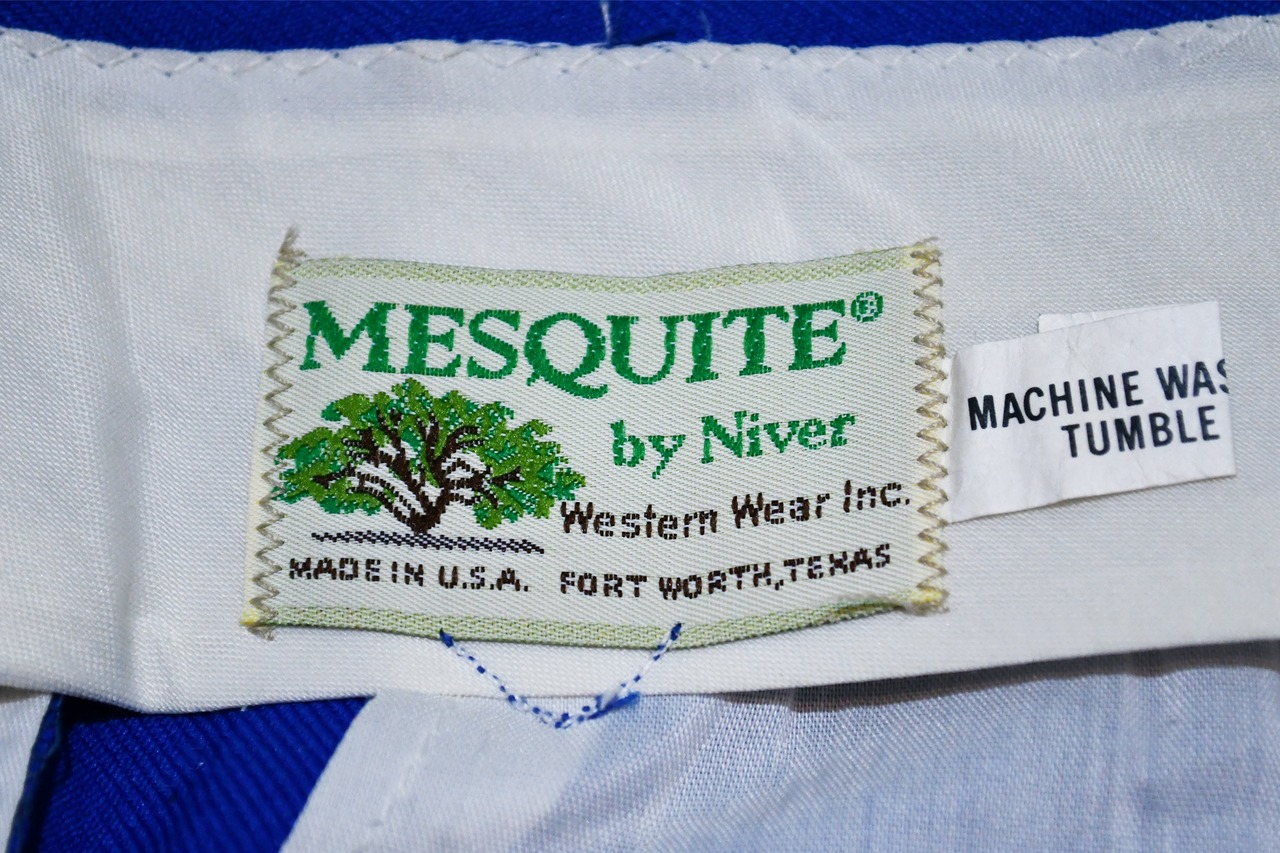 MESQUITE®
by Niver
Western Wear Inc.
MADE IN U.S.A. FORT WORTH, TEXAS
MACHINE WAS
TUMBLE